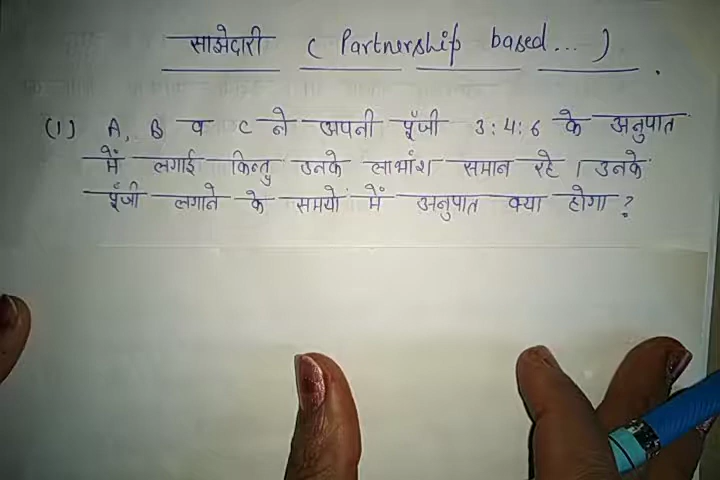 साझेदारी ( Partnership based... ) .
(1) A, B व C ने अपनी पूँजी 3:4:6 के अनुपात
में लगाई किन्तु उनके लाभांश समान रहे । उनके
पूँजी लगाने के समयों में अनुपात क्या होगा ?